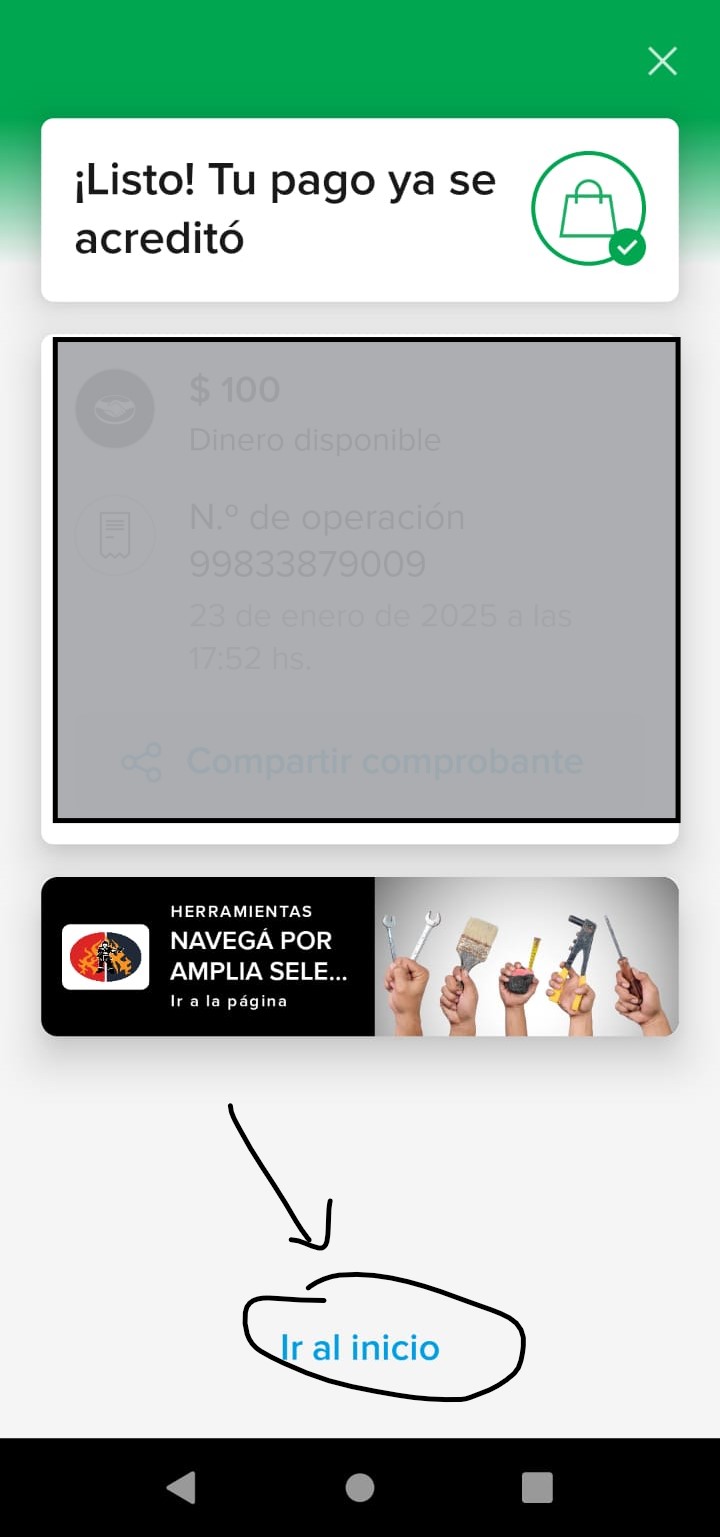 ¡Listo! Tu pago ya se
acreditó
$ 100
Dinero disponible
N.º de operación
99833879009
23 de enero de 2025 a las
17:52 hs.
Compartir comprobante
HERRAMIENTAS
NAVEGÁ POR
AMPLIA SELE...
Ir a la página
Ir al inicio